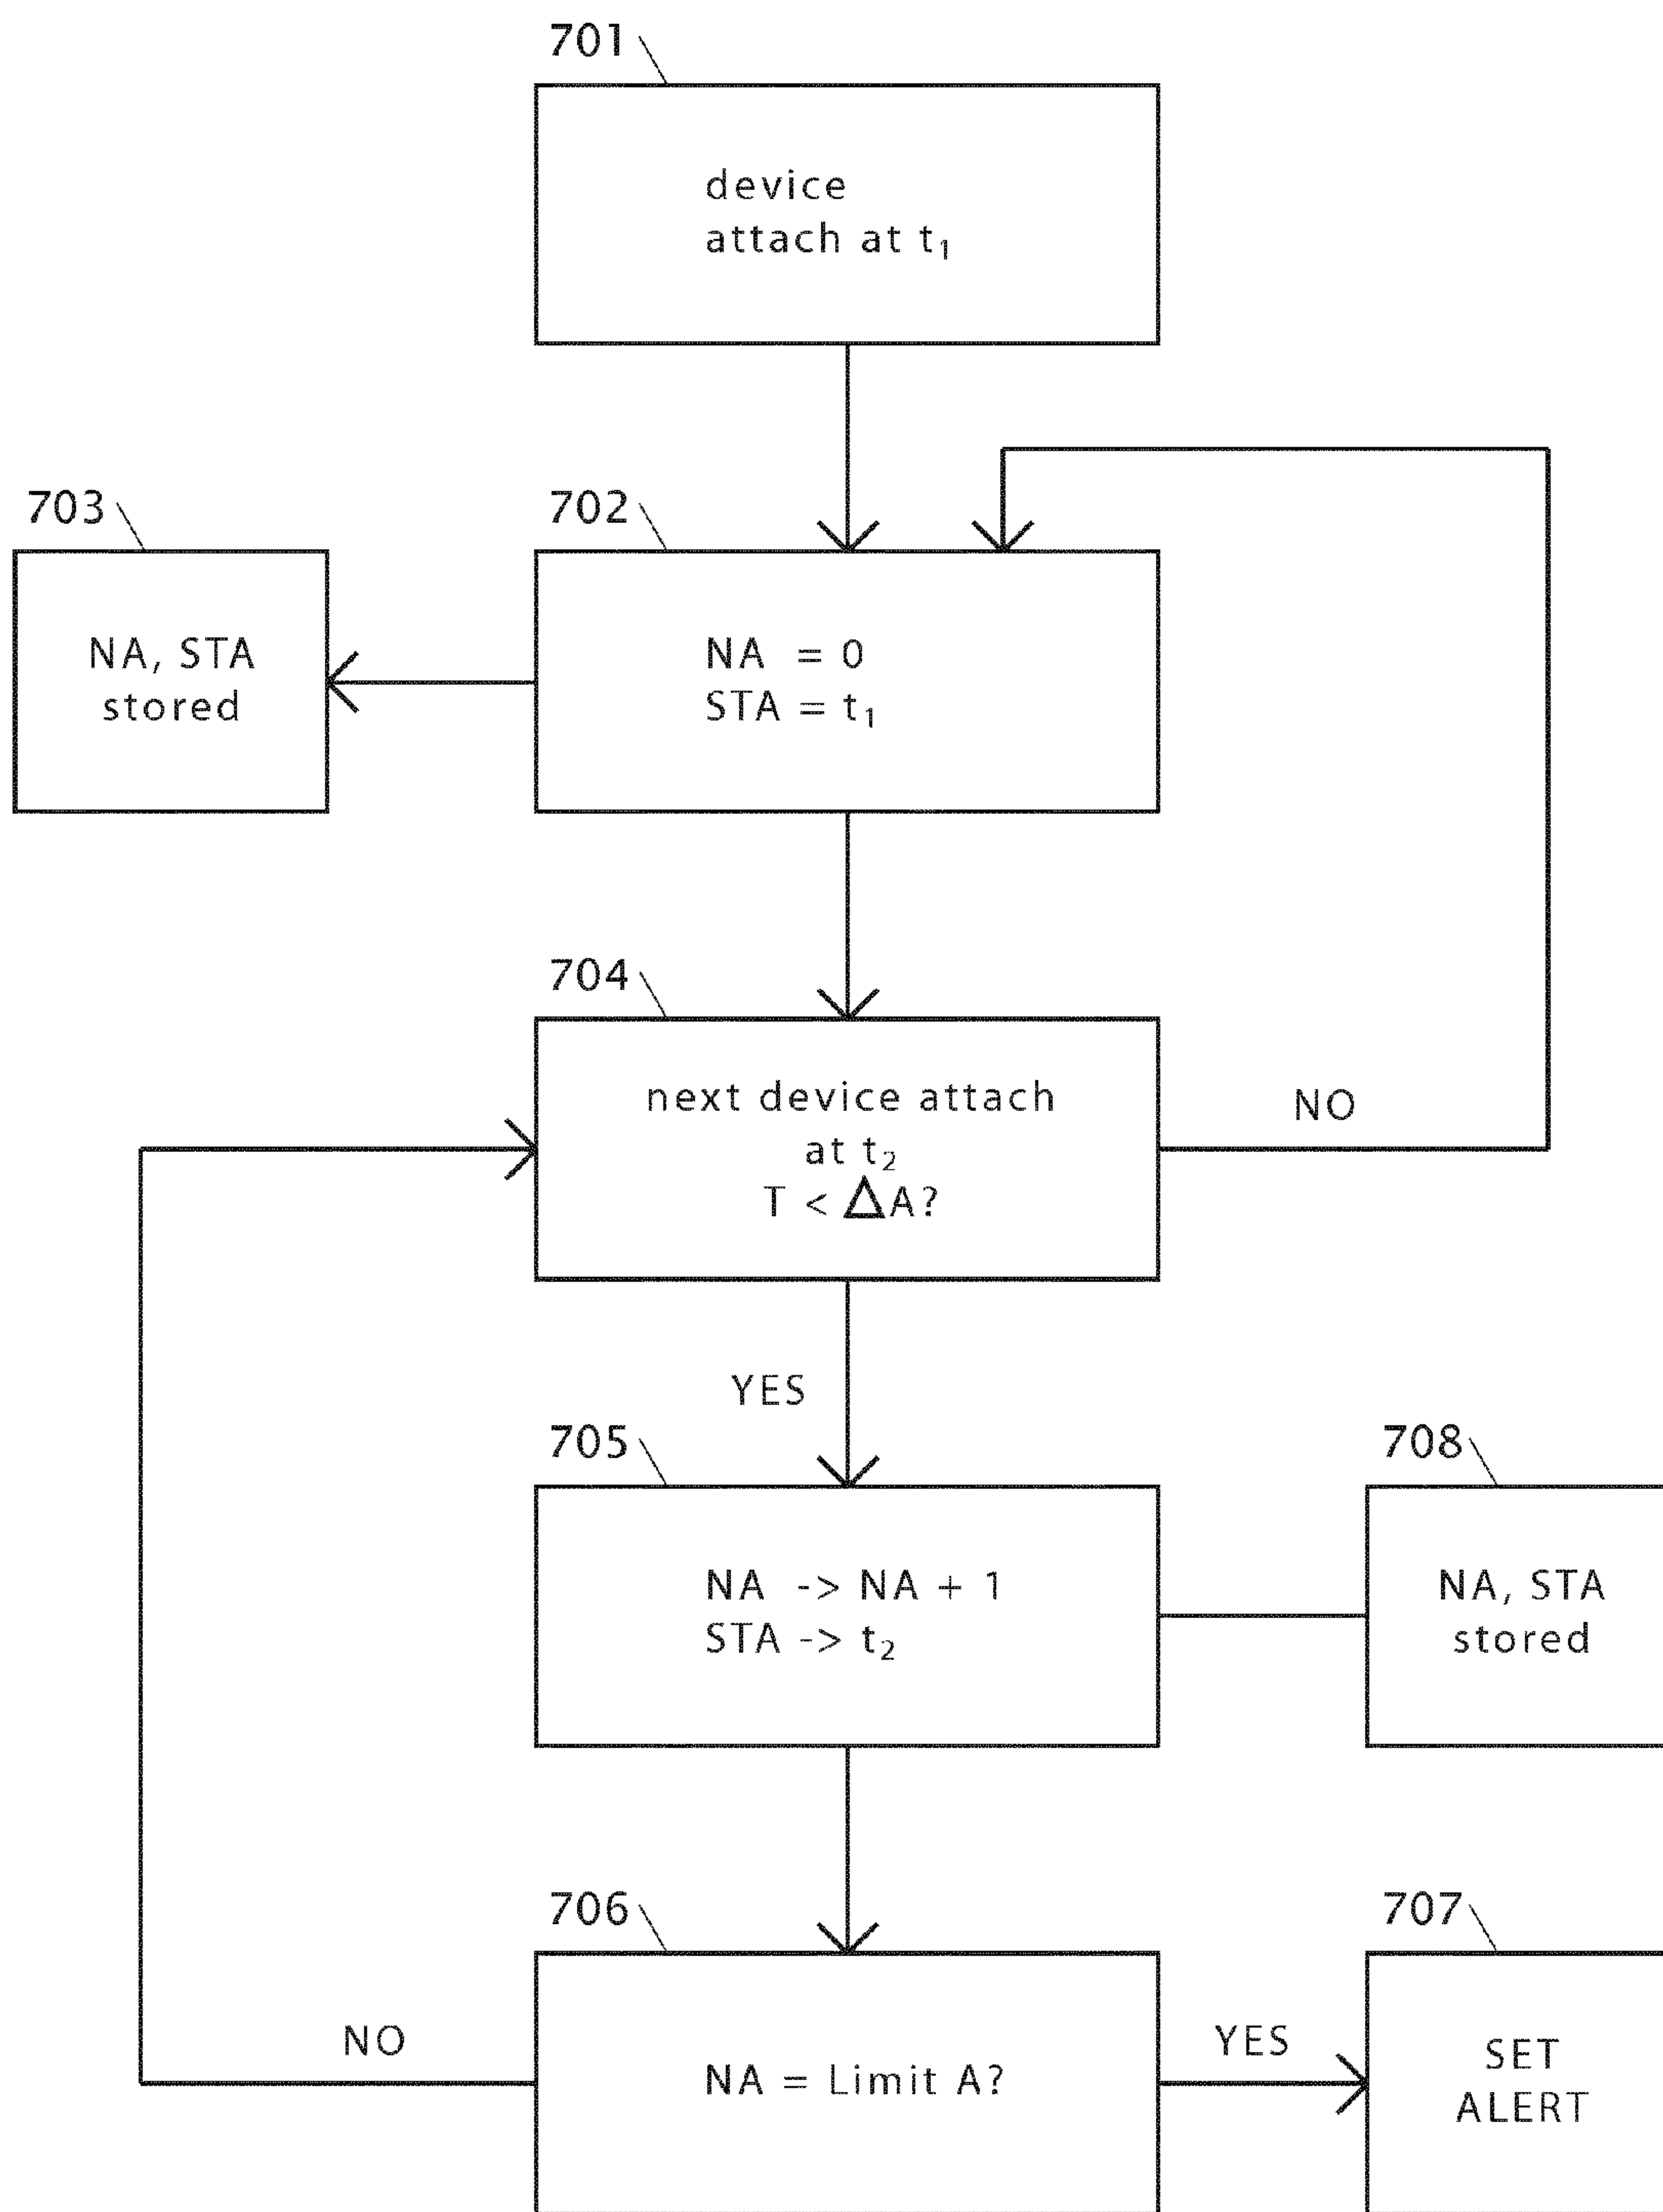 701
device
attach at t₁
703
702
NA, STA
stored
NA = 0
STA = t₁
704
next device attach
at t₂
T < ΔA?
NO
YES
705
708
NA -> NA + 1
STA -> t₂
NA, STA
stored
706
707
NO
NA = Limit A?
YES
SET
ALERT